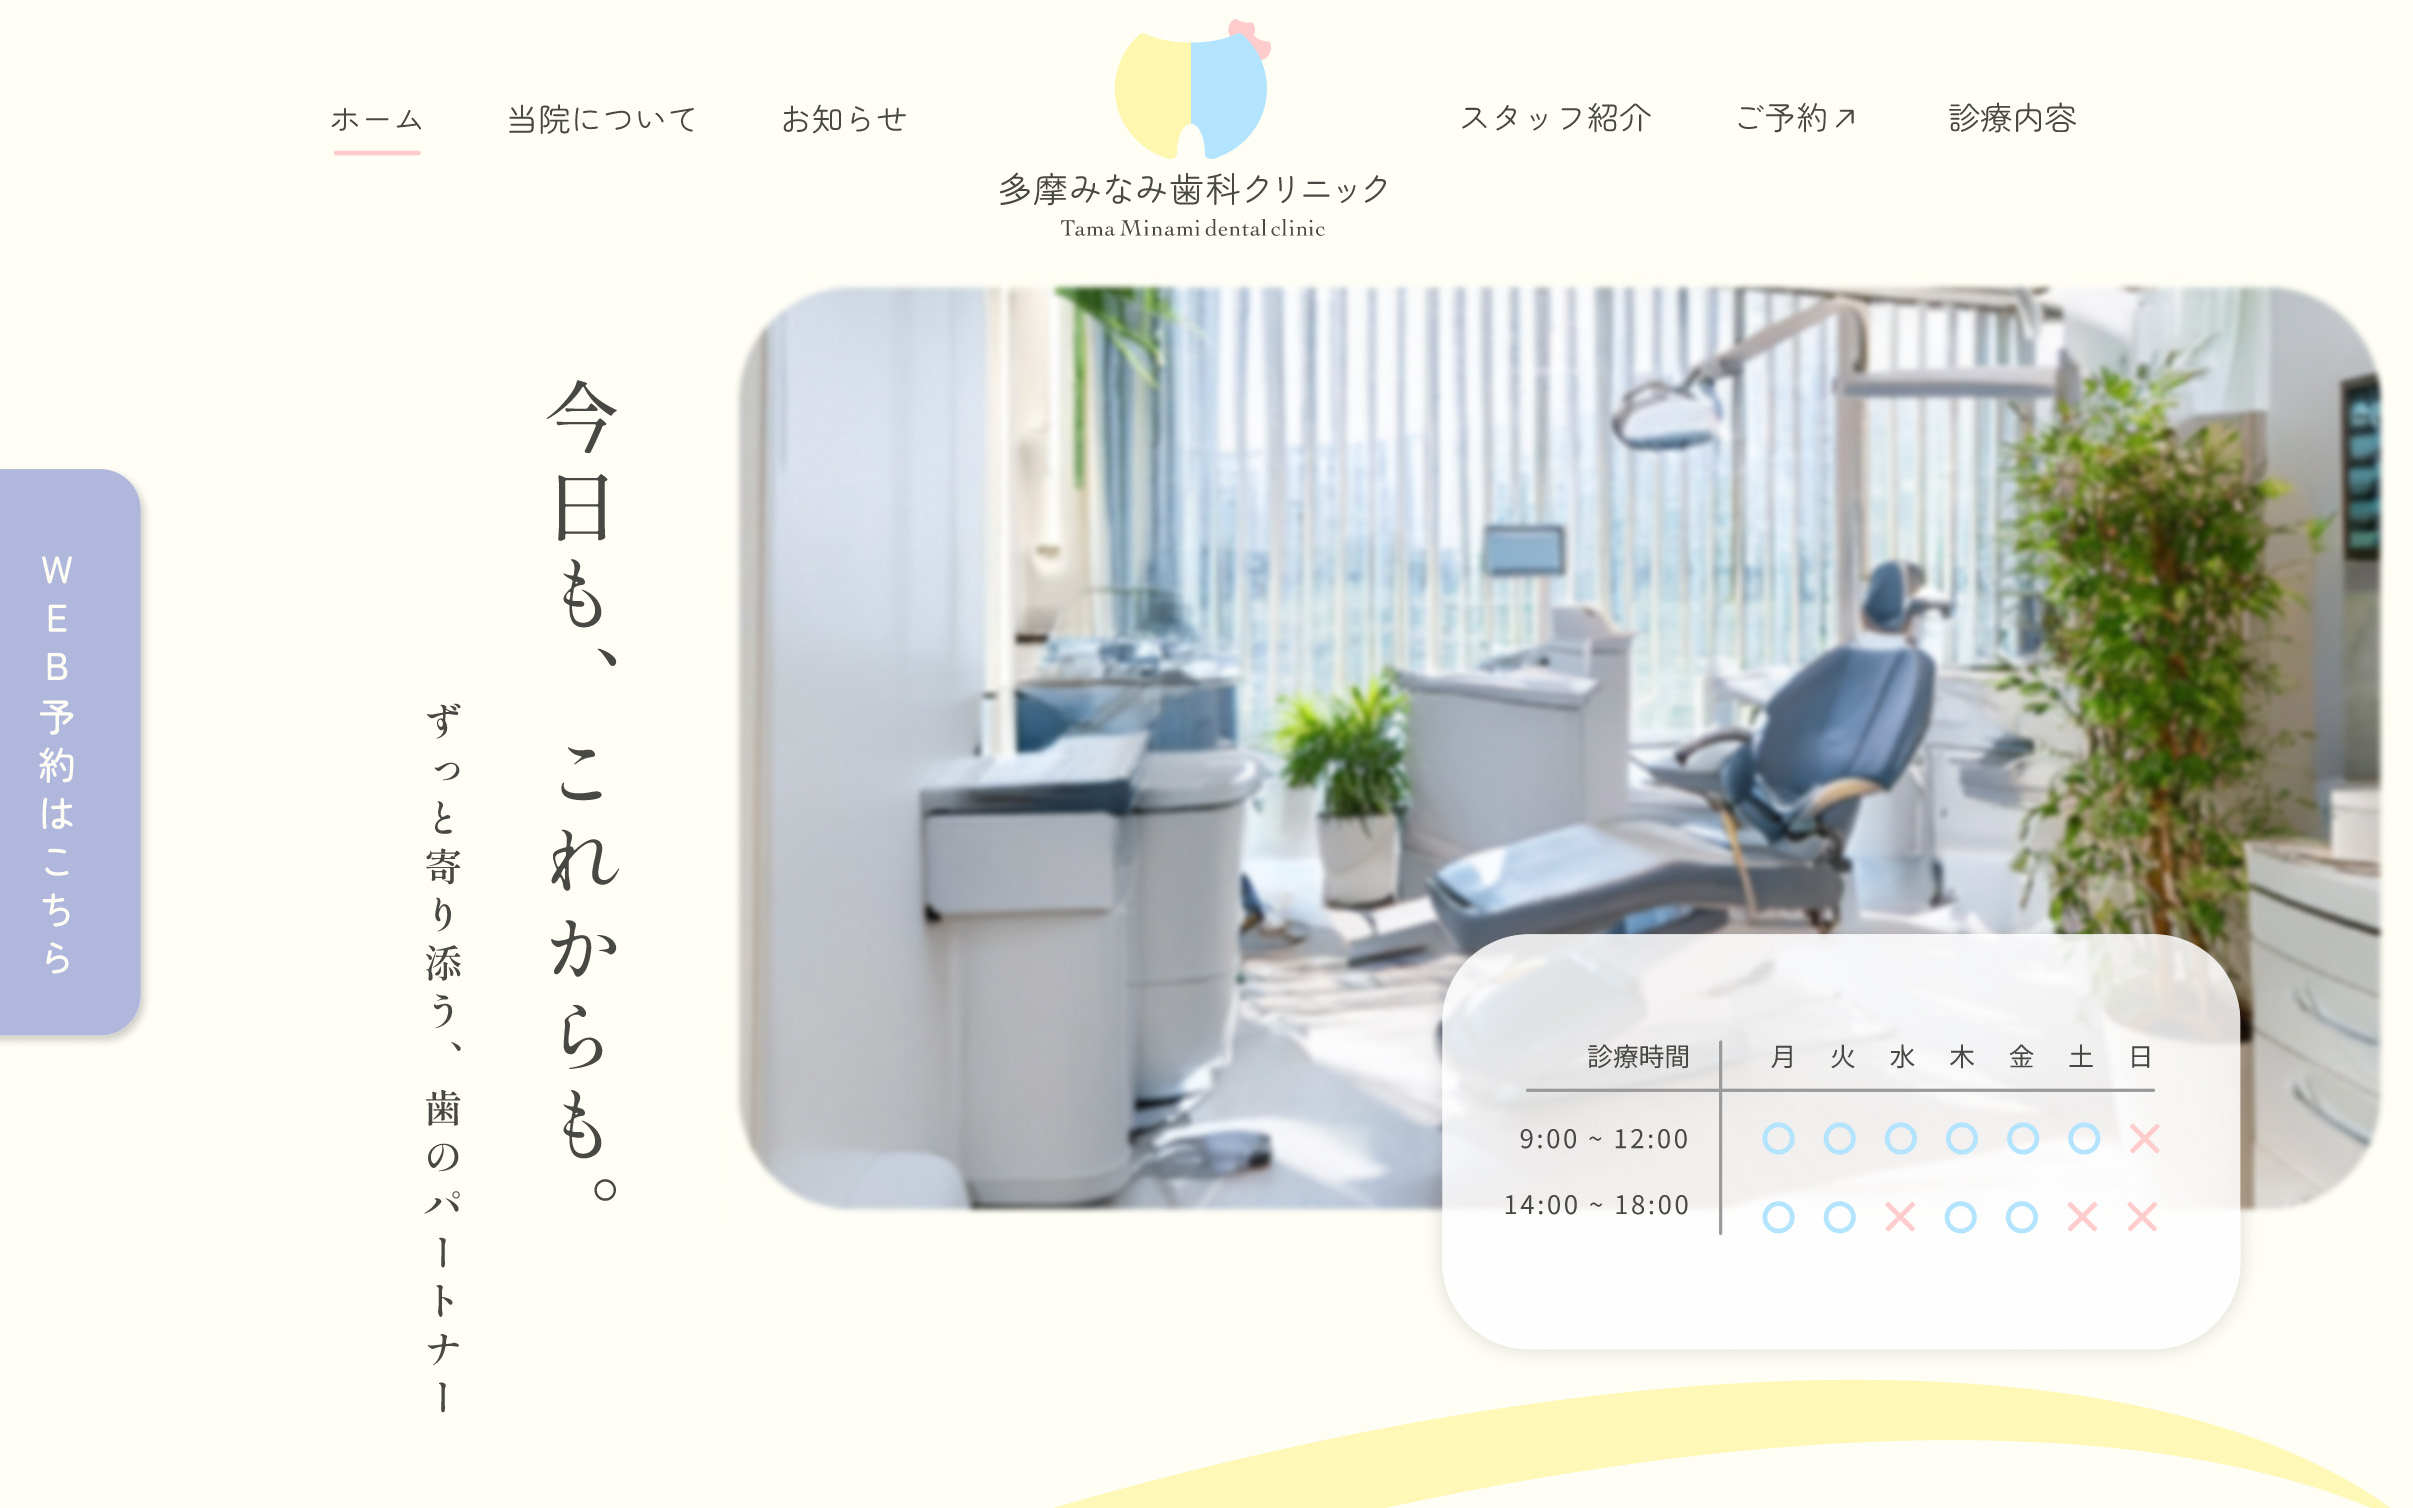 ホーム
当院について
お知らせ
多摩みなみ歯科クリニック
Tama Minami dental clinic
スタッフ紹介
ご予約↗
診療内容
今日も、これからも。
ずっと寄り添う、歯のパートナー
WEB予約はこちら
診療時間 月 火 水 木 金 土 日
9:00 ~ 12:00 ○ ○ ○ ○ ○ ○ ×
14:00 ~ 18:00 ○ ○ × ○ ○ × ×